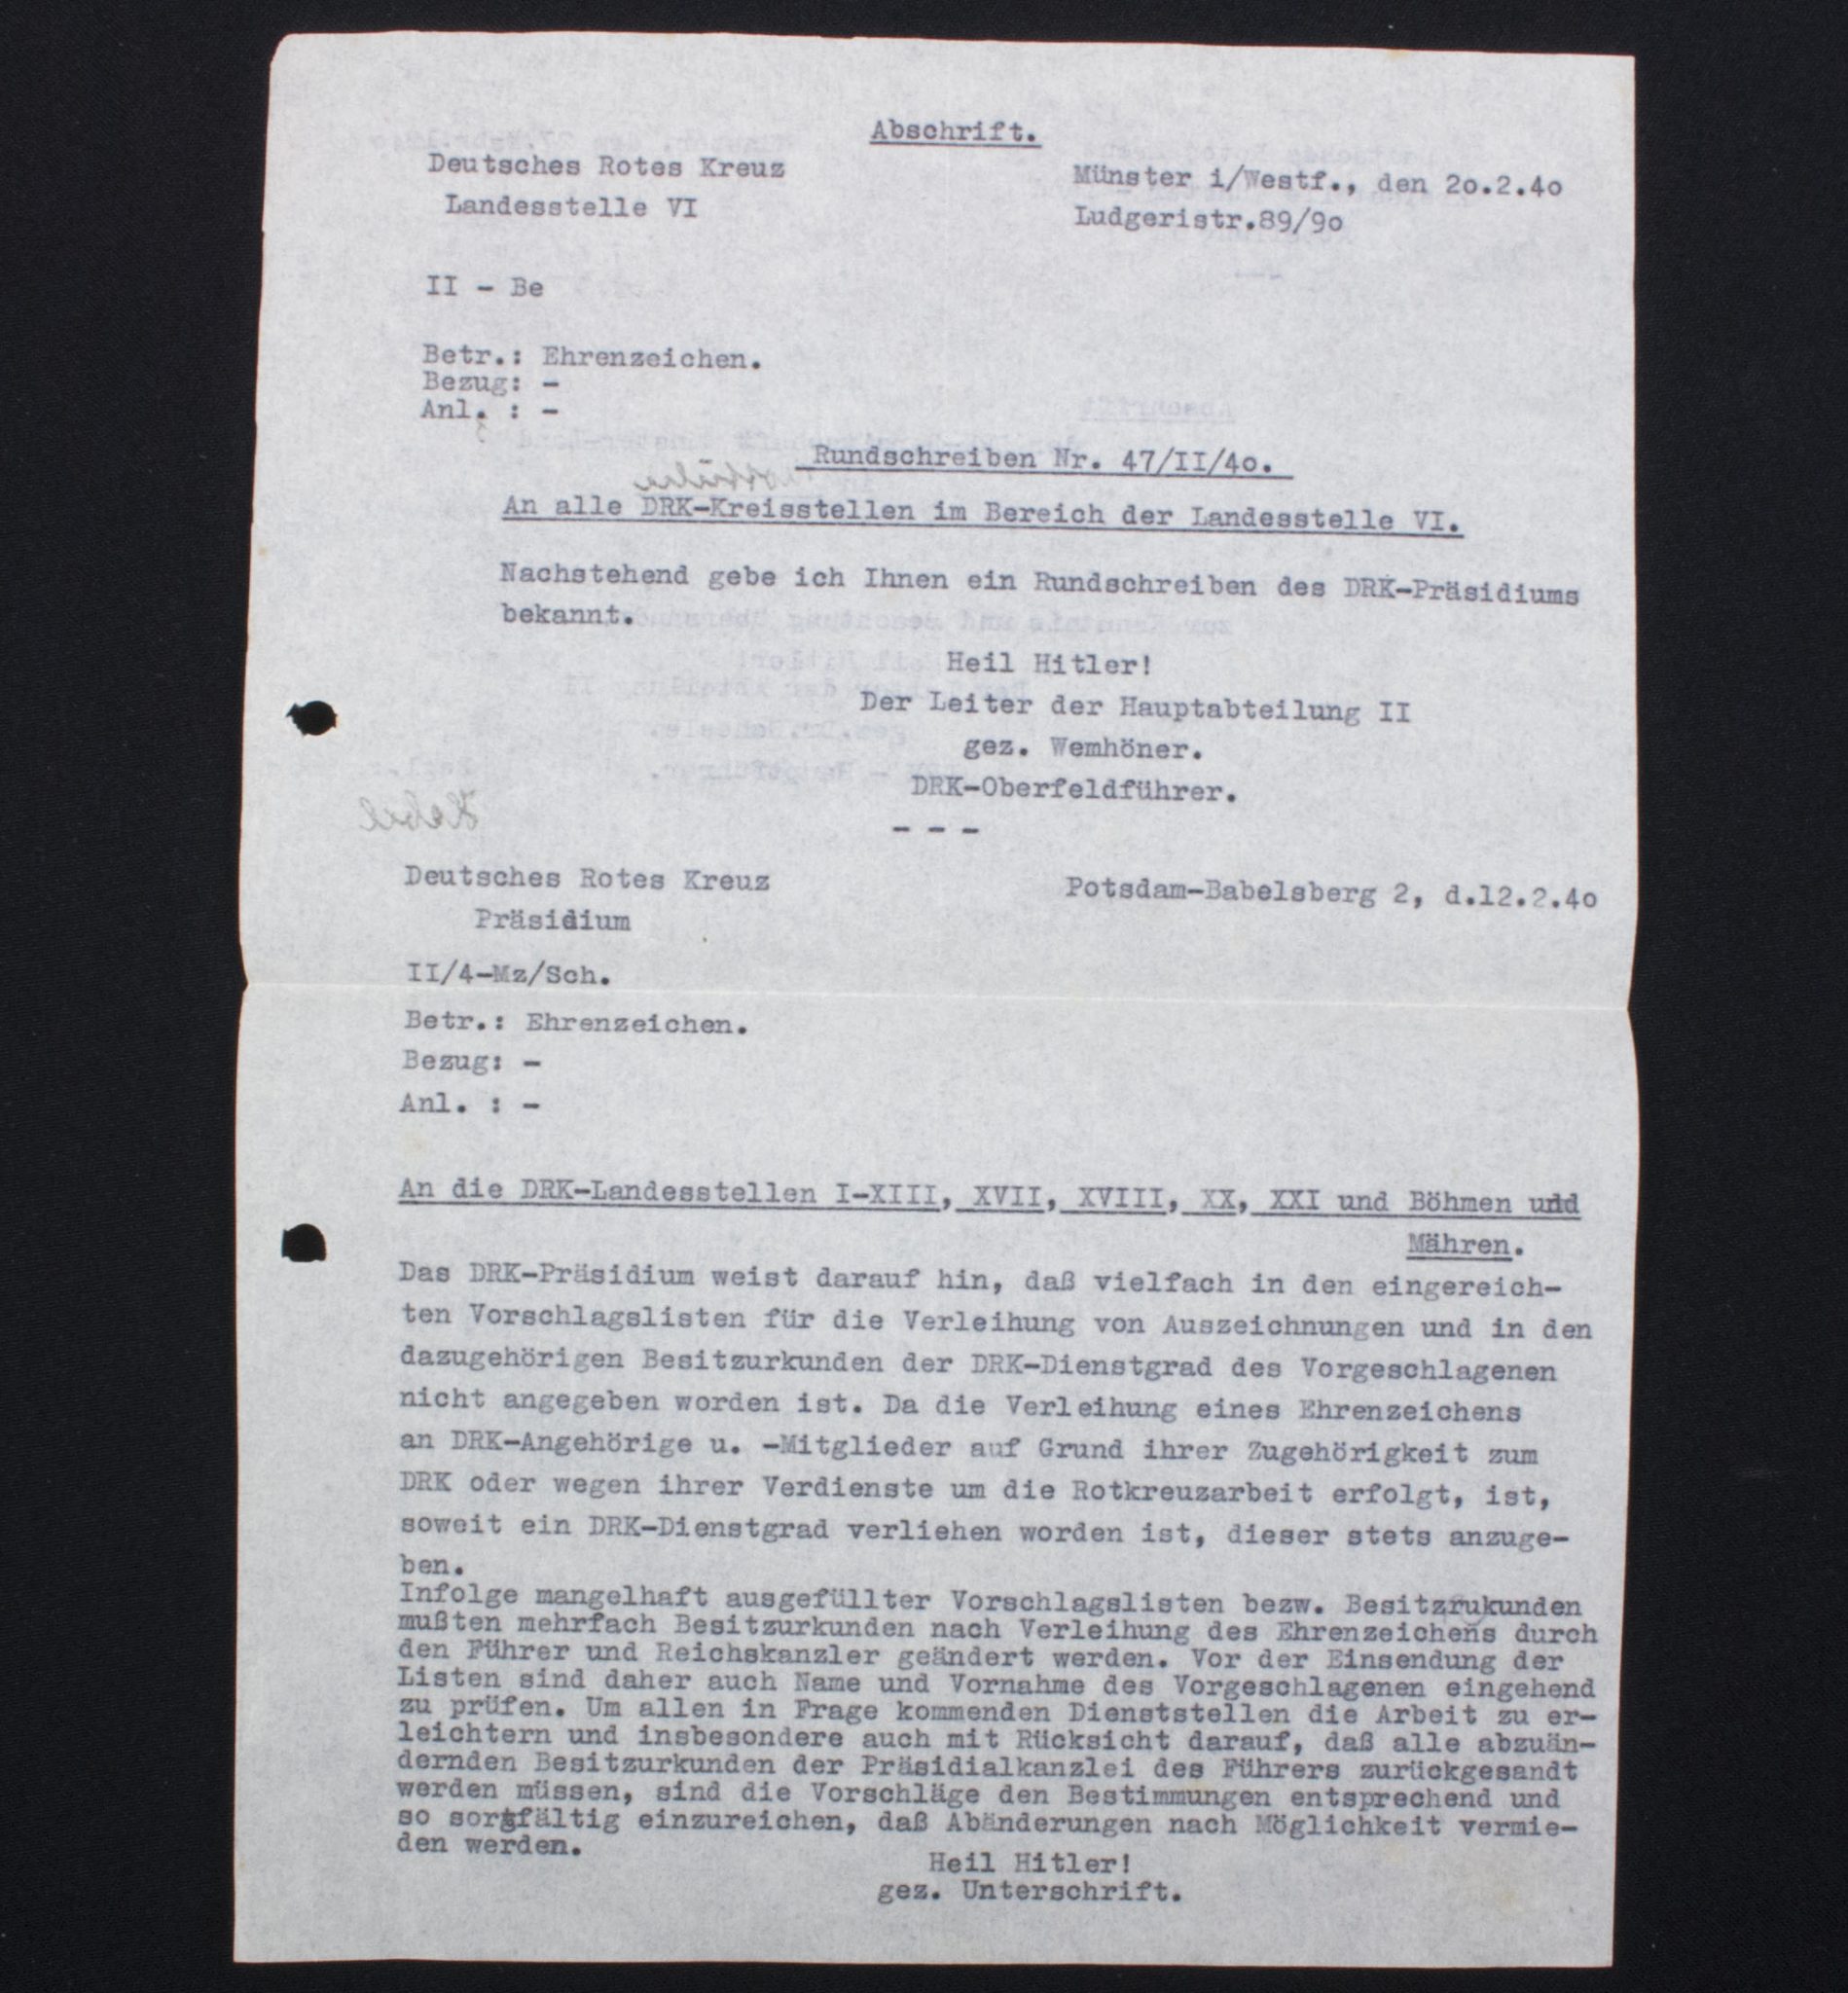 Abschrift.
Deutsches Rotes Kreuz
Münster i/Westf., den 2o.2.4o
Landesstelle VI
Ludgeristr.89/9o
II - Be
Betr.: Ehrenzeichen.
Bezug: -
Anl. : -
Rundschreiben Nr. 47/II/4o.
An alle DRK-Kreisstellen im Bereich der Landesstelle VI.
Nachstehend gebe ich Ihnen ein Rundschreiben des DRK-Präsidiums
bekannt.
Heil Hitler!
Der Leiter der Hauptabteilung II
gez. Wemhöner.
DRK-Oberfeldführer.
- - -
Deutsches Rotes Kreuz
Potsdam-Babelsberg 2, d.12.2.4o
Präsidium
II/4-Mz/Sch.
Betr.: Ehrenzeichen.
Bezug: -
Anl. : -
An die DRK-Landesstellen I-XIII, XVII, XVIII, XX, XXI und Böhmen und
Mähren.
Das DRK-Präsidium weist darauf hin, daß vielfach in den eingereich-
ten Vorschlagslisten für die Verleihung von Auszeichnungen und in den
dazugehörigen Besitzurkunden der DRK-Dienstgrad des Vorgeschlagenen
nicht angegeben worden ist. Da die Verleihung eines Ehrenzeichens
an DRK-Angehörige u. -Mitglieder auf Grund ihrer Zugehörigkeit zum
DRK oder wegen ihrer Verdienste um die Rotkreuzarbeit erfolgt, ist,
soweit ein DRK-Dienstgrad verliehen worden ist, dieser stets anzuge-
ben.
Infolge mangelhaft ausgefüllter Vorschlagslisten bezw. Besitzrukunden
mußten mehrfach Besitzurkunden nach Verleihung des Ehrenzeichens durch
den Führer und Reichskanzler geändert werden. Vor der Einsendung der
Listen sind daher auch Name und Vornahme des Vorgeschlagenen eingehend
zu prüfen. Um allen in Frage kommenden Dienststellen die Arbeit zu er-
leichtern und insbesondere auch mit Rücksicht darauf, daß alle abzuän-
dernden Besitzurkunden der Präsidialkanzlei des Führers zurückgesandt
werden müssen, sind die Vorschläge den Bestimmungen entsprechend und
so sorgfältig einzureichen, daß Abänderungen nach Möglichkeit vermie-
den werden.
Heil Hitler!
gez. Unterschrift.